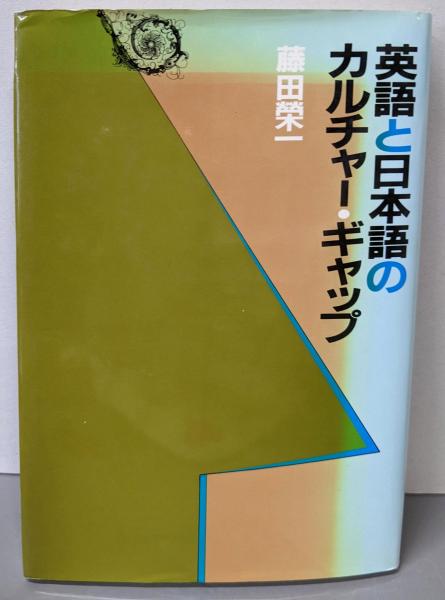 英語と日本語の
カルチャー・ギャップ
藤田榮一